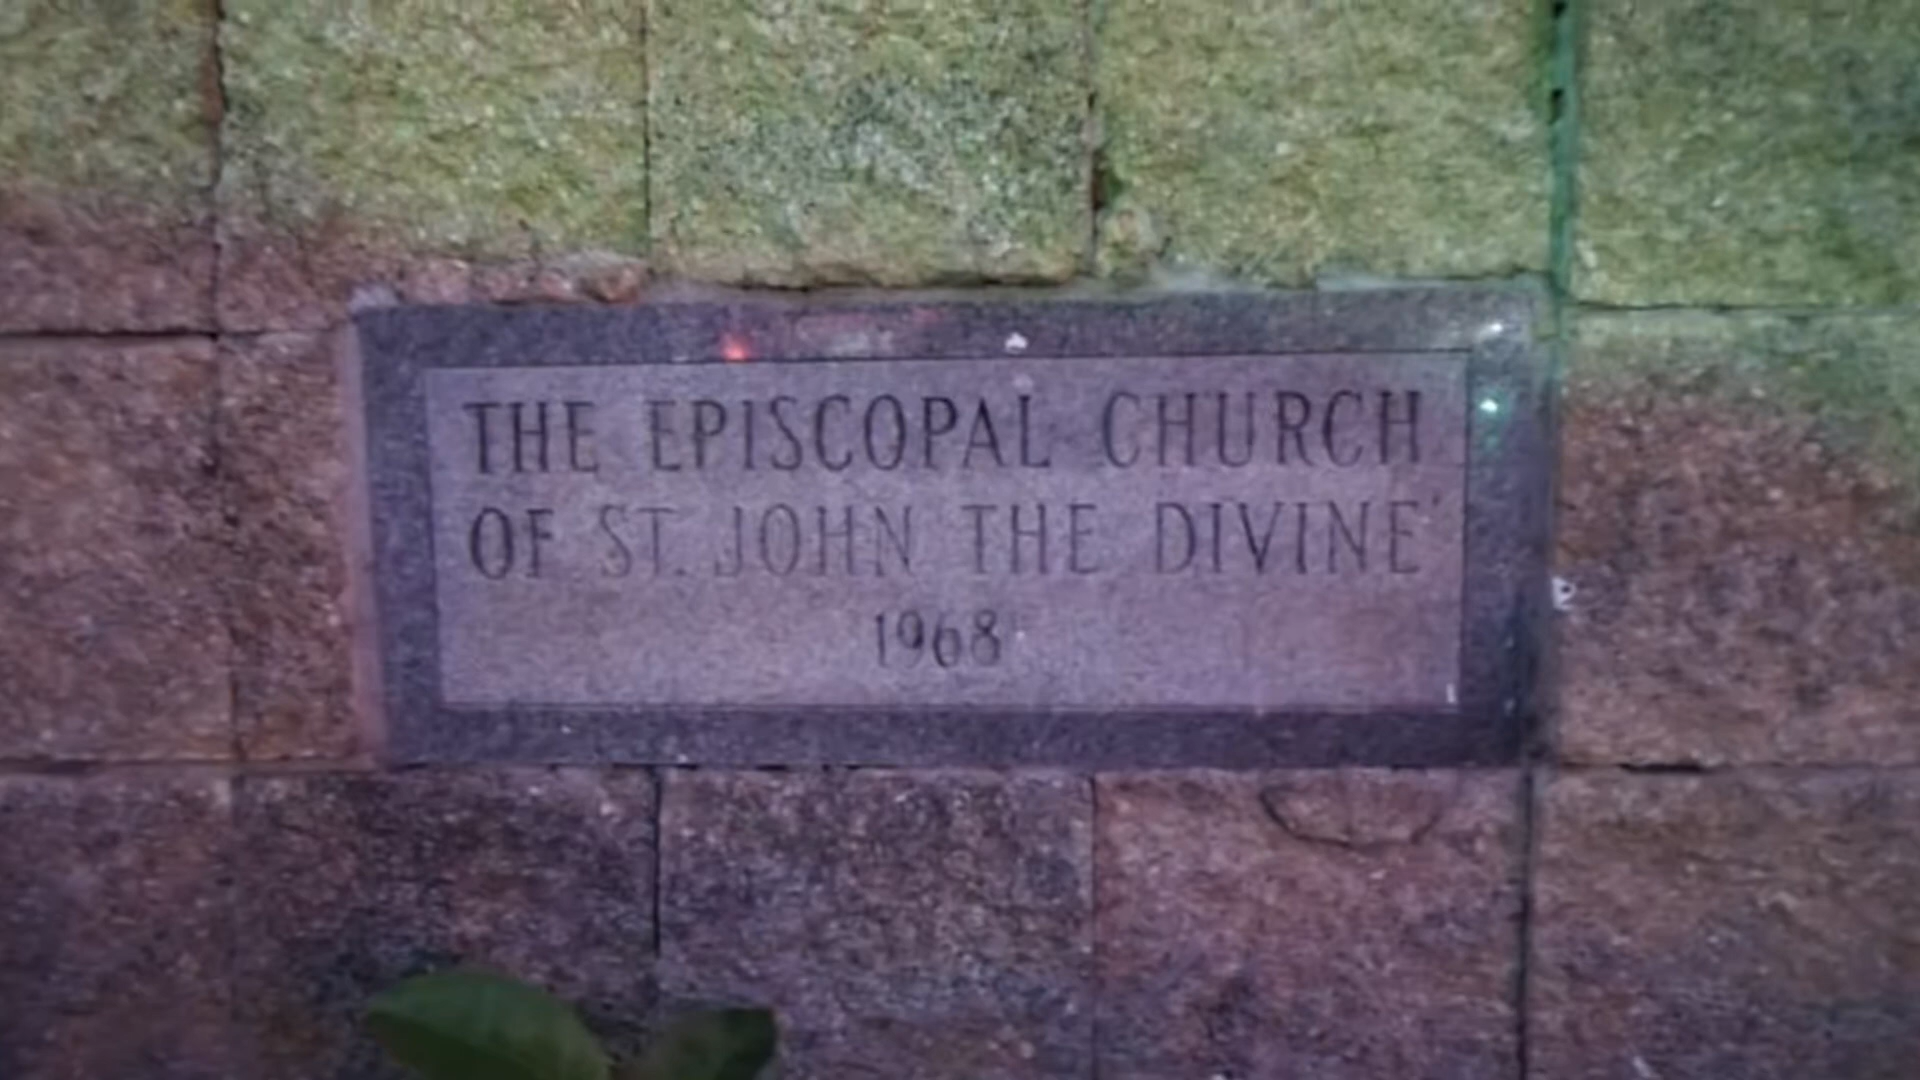 THE EPISCOPAL CHURCH
OF ST. JOHN THE DIVINE
1968